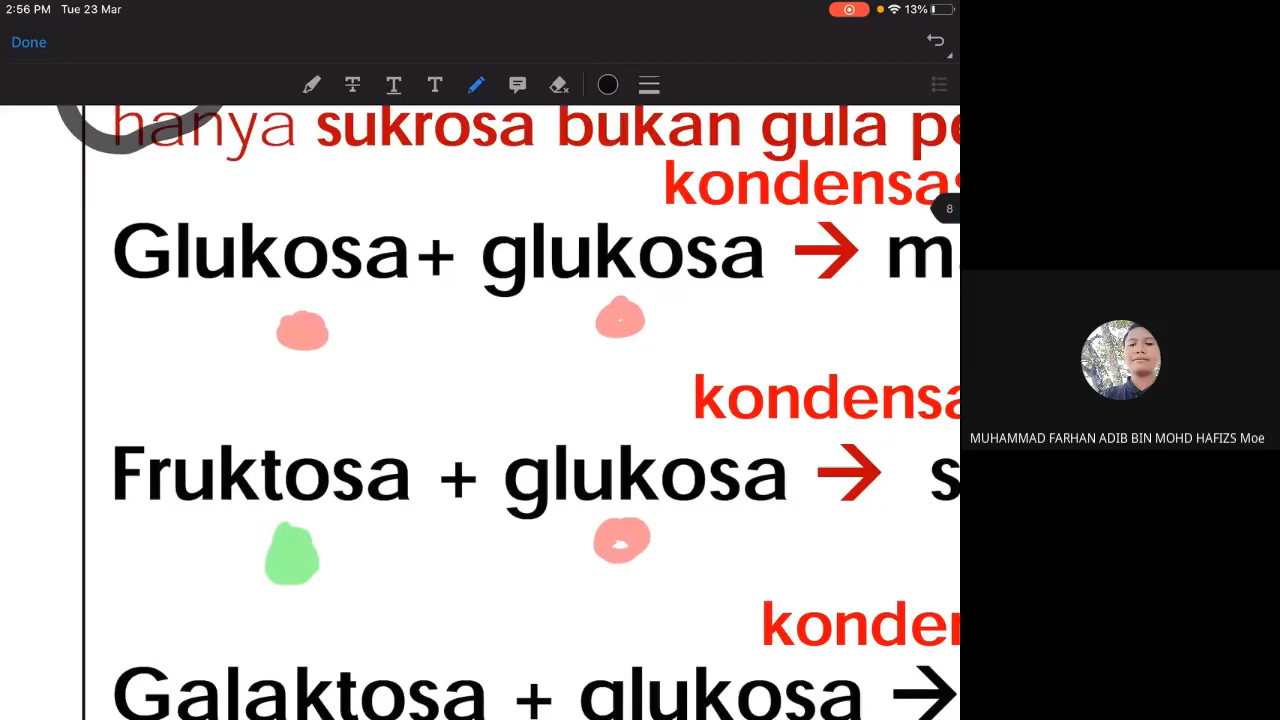 2:56 PM Tue 23 Mar
13%
Done
hanya sukrosa bukan gula
kondensas
8
Glukosa+ glukosa → m
kondensa
Fruktosa + glukosa → s
konden
Galaktosa + glukosa →
MUHAMMAD FARHAN ADIB BIN MOHD HAFIZS Moe